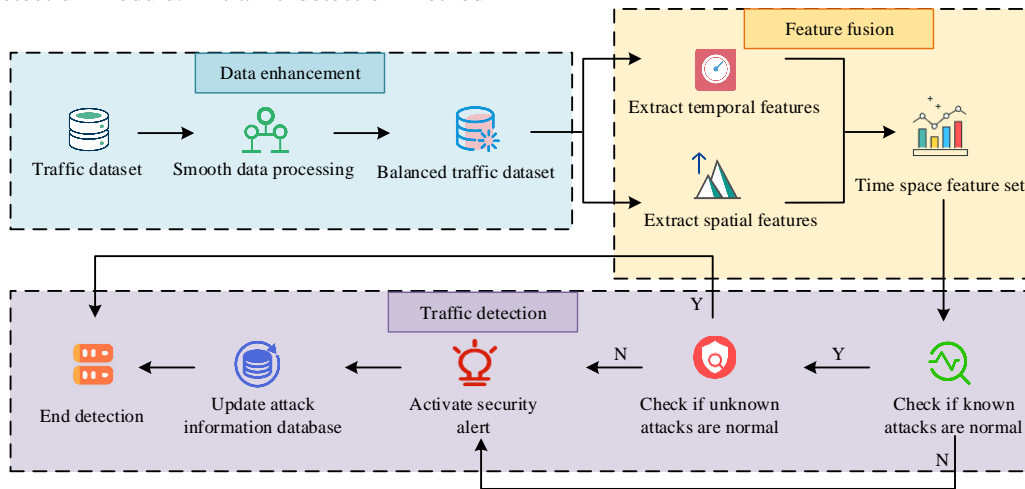 Feature fusion
Data enhancement
Extract temporal features
Traffic dataset
Smooth data processing
Balanced traffic dataset
Time space feature set
Extract spatial features
Y
Traffic detection
N
Y
End detection
Update attack
information database
Activate security
alert
Check if unknown
attacks are normal
Check if known
attacks are normal
N